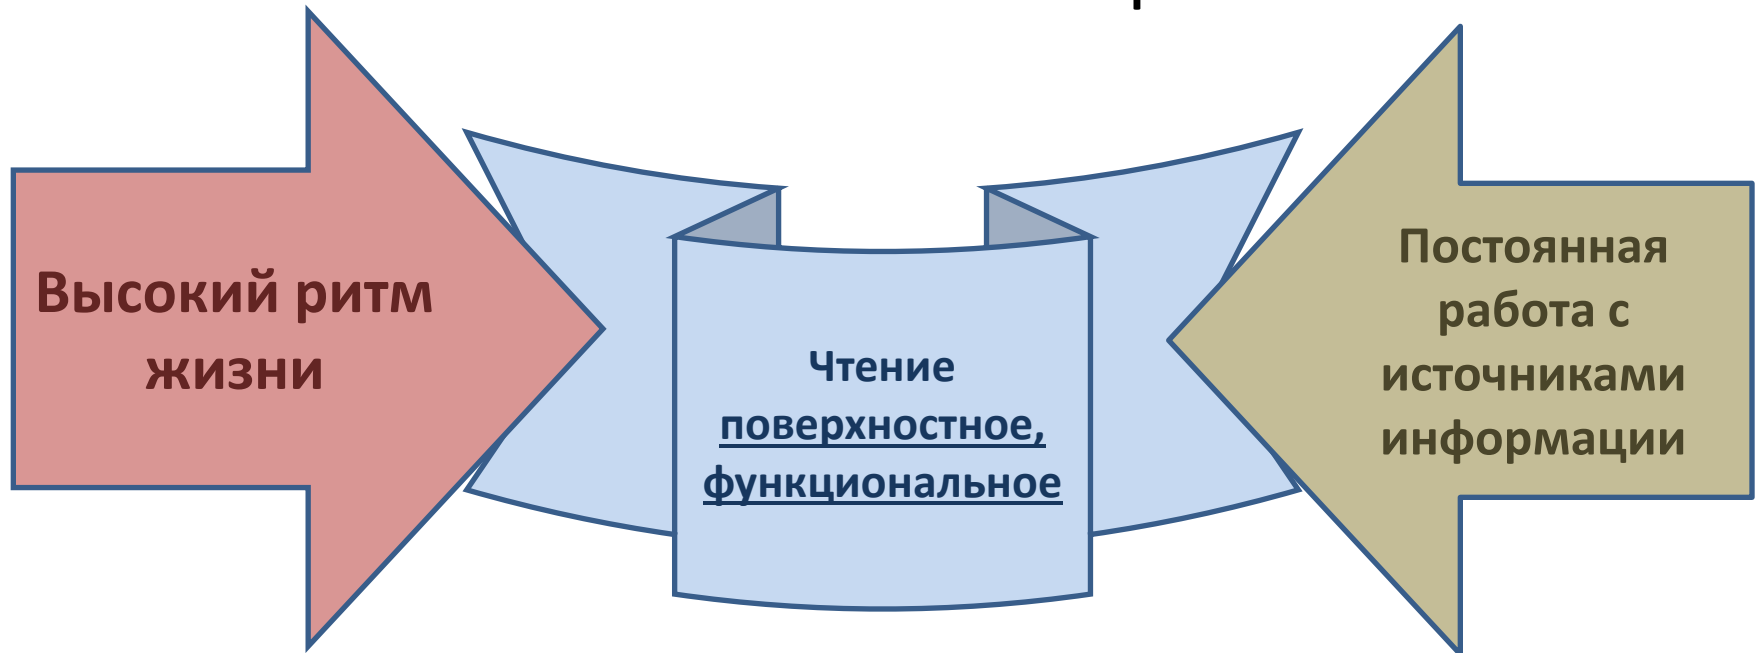 Высокий ритм
жизни
Чтение
поверхностное,
функциональное
Постоянная
работа с
источниками
информации